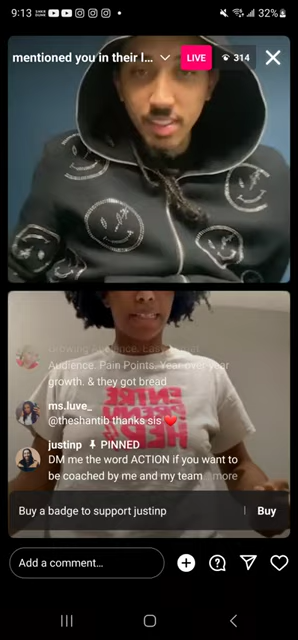 9:13
32%
mentioned you in their l...
LIVE
314
Growing Audience.
Audience. Pain Points. Year over year
growth. & they got bread
ms.luve_
@theshantib thanks sis ❤️
justinp PINNED
DM me the word ACTION if you want to
be coached by me and my team... more
Buy a badge to support justinp
Buy
Add a comment...